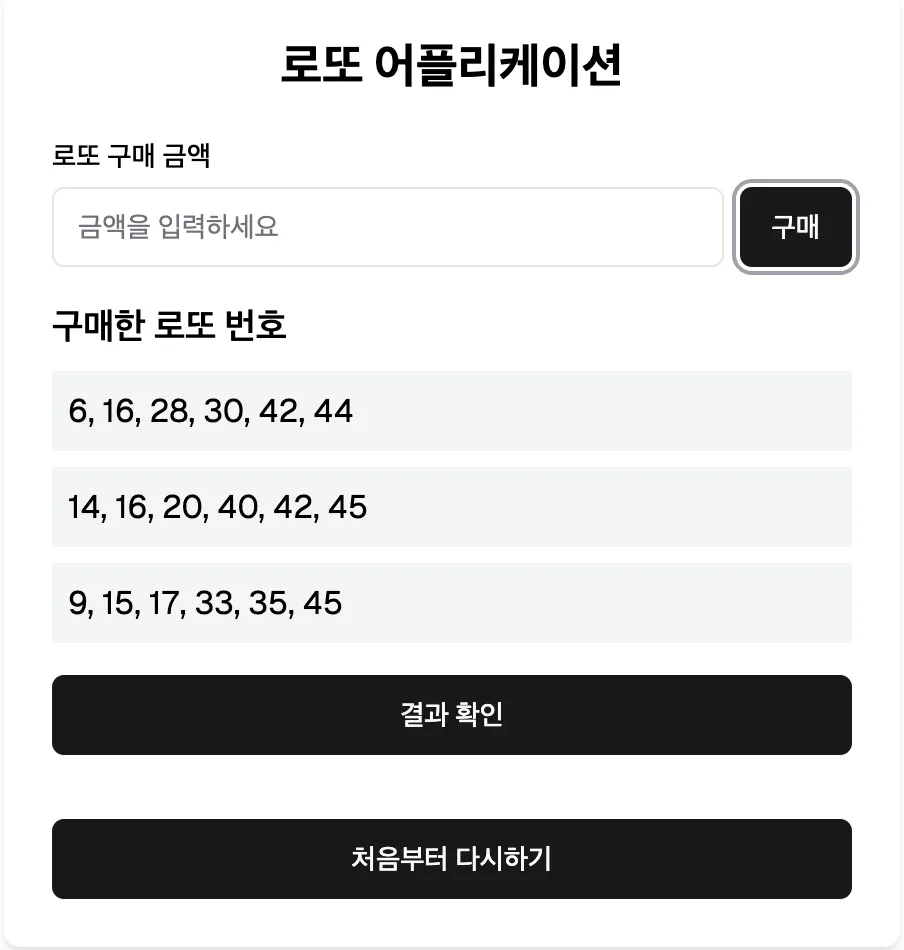 로또 어플리케이션
로또 구매 금액
금액을 입력하세요
구매
구매한 로또 번호
6, 16, 28, 30, 42, 44
14, 16, 20, 40, 42, 45
9, 15, 17, 33, 35, 45
결과 확인
처음부터 다시하기